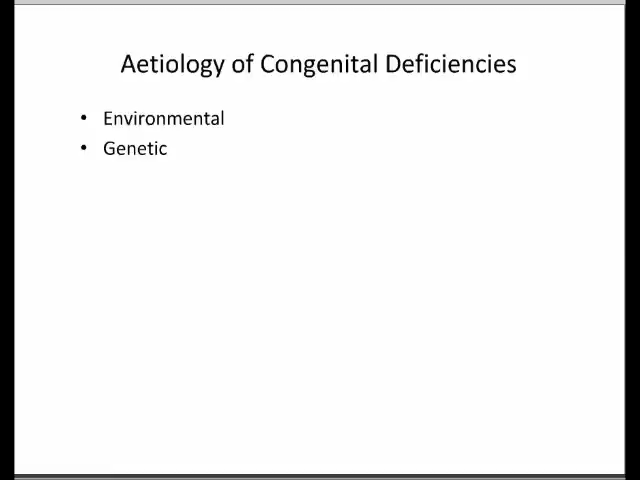 Aetiology of Congenital Deficiencies
• Environmental
• Genetic